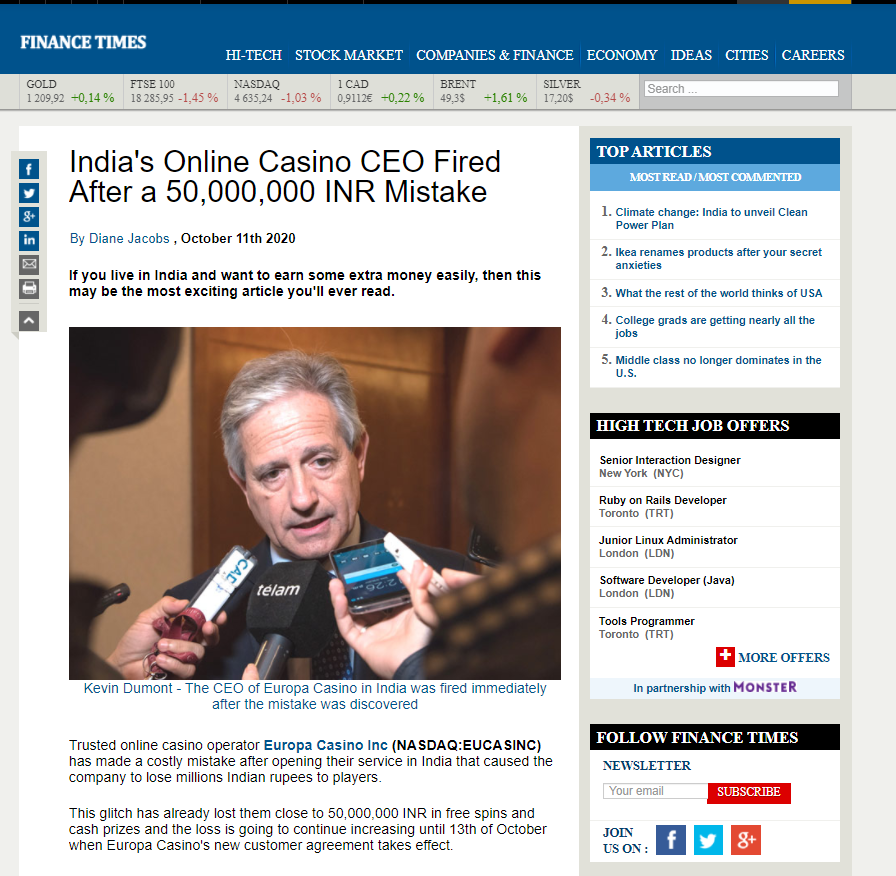 FINANCE TIMES
HI-TECH STOCK MARKET COMPANIES & FINANCE ECONOMY IDEAS CITIES CAREERS
GOLD
1 209,92 +0,14 %
FTSE 100
18 285,95 -1,45 %
NASDAQ
4 635,24 -1,03 %
1 CAD
0,9112€ +0,22 %
BRENT
49,3$ +1,61 %
SILVER
17,20$ -0,34 %
Search ...
India's Online Casino CEO Fired
After a 50,000,000 INR Mistake
By Diane Jacobs , October 11th 2020
If you live in India and want to earn some extra money easily, then this
may be the most exciting article you'll ever read.
CAD
télam
2:26
Kevin Dumont - The CEO of Europa Casino in India was fired immediately
after the mistake was discovered
Trusted online casino operator Europa Casino Inc (NASDAQ:EUCASINC)
has made a costly mistake after opening their service in India that caused the
company to lose millions Indian rupees to players.
This glitch has already lost them close to 50,000,000 INR in free spins and
cash prizes and the loss is going to continue increasing until 13th of October
when Europa Casino's new customer agreement takes effect.
TOP ARTICLES
MOST READ / MOST COMMENTED
1. Climate change: India to unveil Clean
Power Plan
2. Ikea renames products after your secret
anxieties
3. What the rest of the world thinks of USA
4. College grads are getting nearly all the
jobs
5. Middle class no longer dominates in the
U.S.
HIGH TECH JOB OFFERS
Senior Interaction Designer
New York (NYC)
Ruby on Rails Developer
Toronto (TRT)
Junior Linux Administrator
London (LDN)
Software Developer (Java)
London (LDN)
Tools Programmer
Toronto (TRT)
MORE OFFERS
In partnership with MONSTER
FOLLOW FINANCE TIMES
NEWSLETTER
Your email SUBSCRIBE
JOIN
US ON :